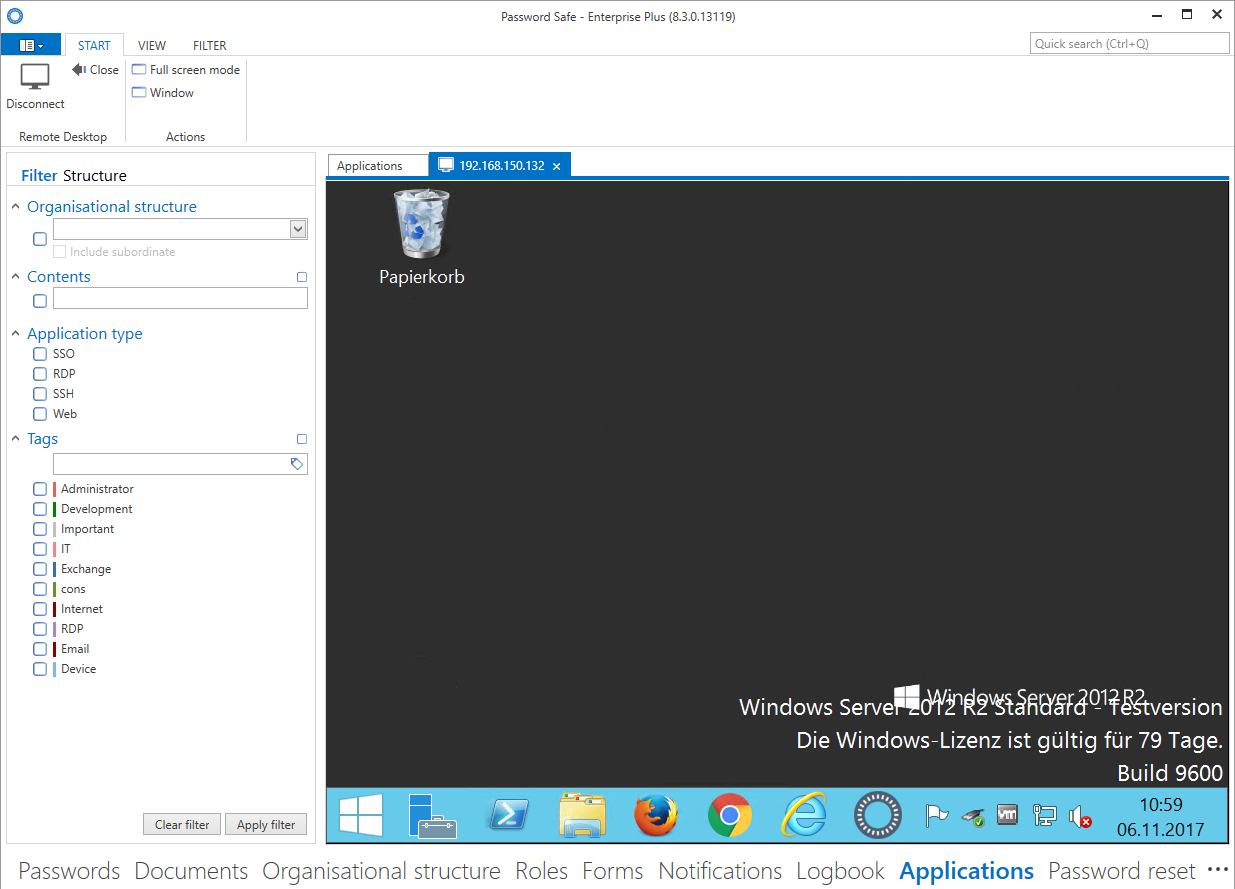 Password Safe - Enterprise Plus (8.3.0.13119)
START VIEW FILTER
Quick search (Ctrl+Q)
Close
Full screen mode
Window
Disconnect
Remote Desktop
Actions
Filter Structure
Organisational structure
Include subordinate
Contents
Application type
SSO
RDP
SSH
Web
Tags
Administrator
Development
Important
IT
Exchange
cons
Internet
RDP
Email
Device
Clear filter
Apply filter
Applications
192.168.150.132
Papierkorb
Windows Server 2012 R2
Windows Server 2012 R2 Standard - Testversion
Die Windows-Lizenz ist gültig für 79 Tage.
Build 9600
vm
10:59
06.11.2017
Passwords Documents Organisational structure Roles Forms Notifications Logbook Applications Password reset ···